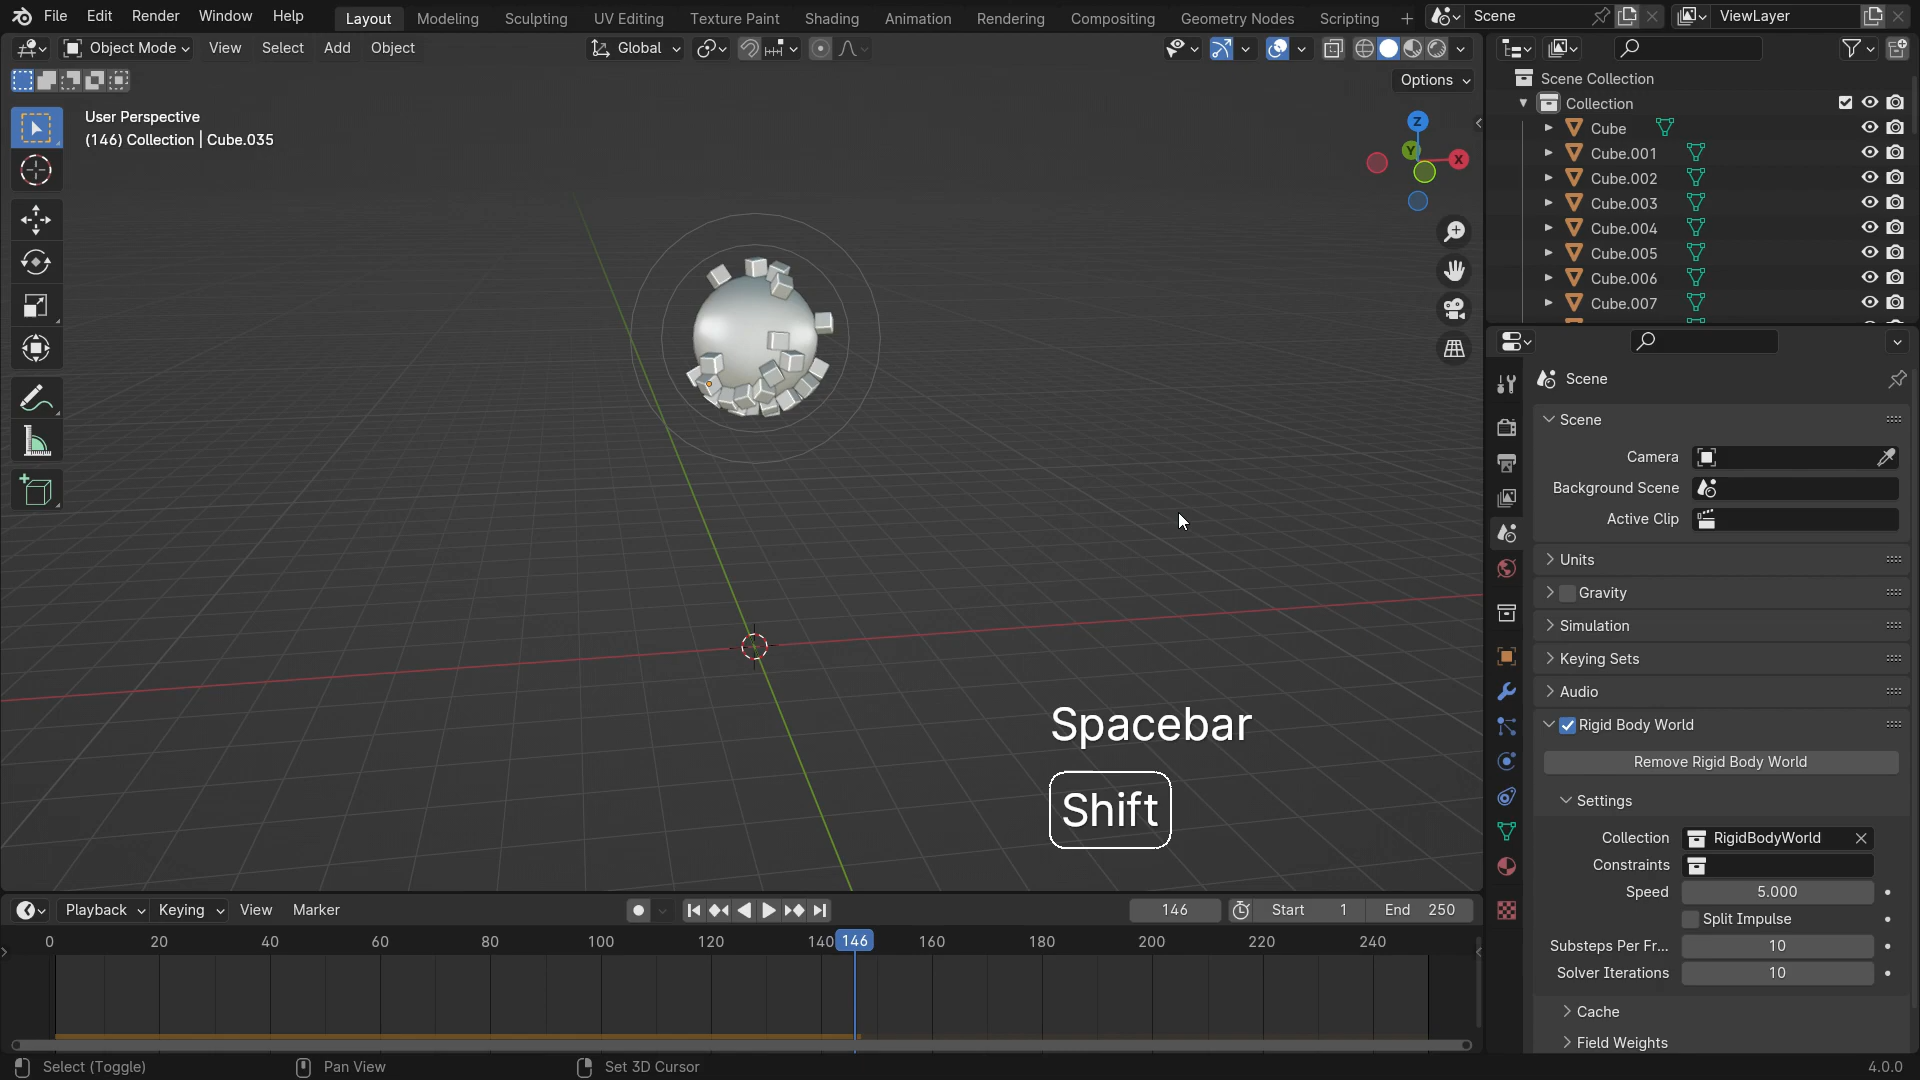 File Edit Render Window Help Layout Modeling Sculpting UV Editing Texture Paint Shading Animation Rendering Compositing Geometry Nodes Scripting Scene ViewLayer
Object Mode View Select Add Object Global
Options
User Perspective
(146) Collection | Cube.035
Z
Y
X
Spacebar
Shift
Scene Collection
Collection
Cube
Cube.001
Cube.002
Cube.003
Cube.004
Cube.005
Cube.006
Cube.007
Scene
Scene
Camera
Background Scene
Active Clip
Units
Gravity
Simulation
Keying Sets
Audio
Rigid Body World
Remove Rigid Body World
Settings
Collection RigidBodyWorld
Constraints
Speed 5.000
Split Impulse
Substeps Per Fr... 10
Solver Iterations 10
Cache
Field Weights
Playback Keying View Marker 146 Start 1 End 250
0 20 40 60 80 100 120 140 146 160 180 200 220 240
Select (Toggle) Pan View Set 3D Cursor 4.0.0